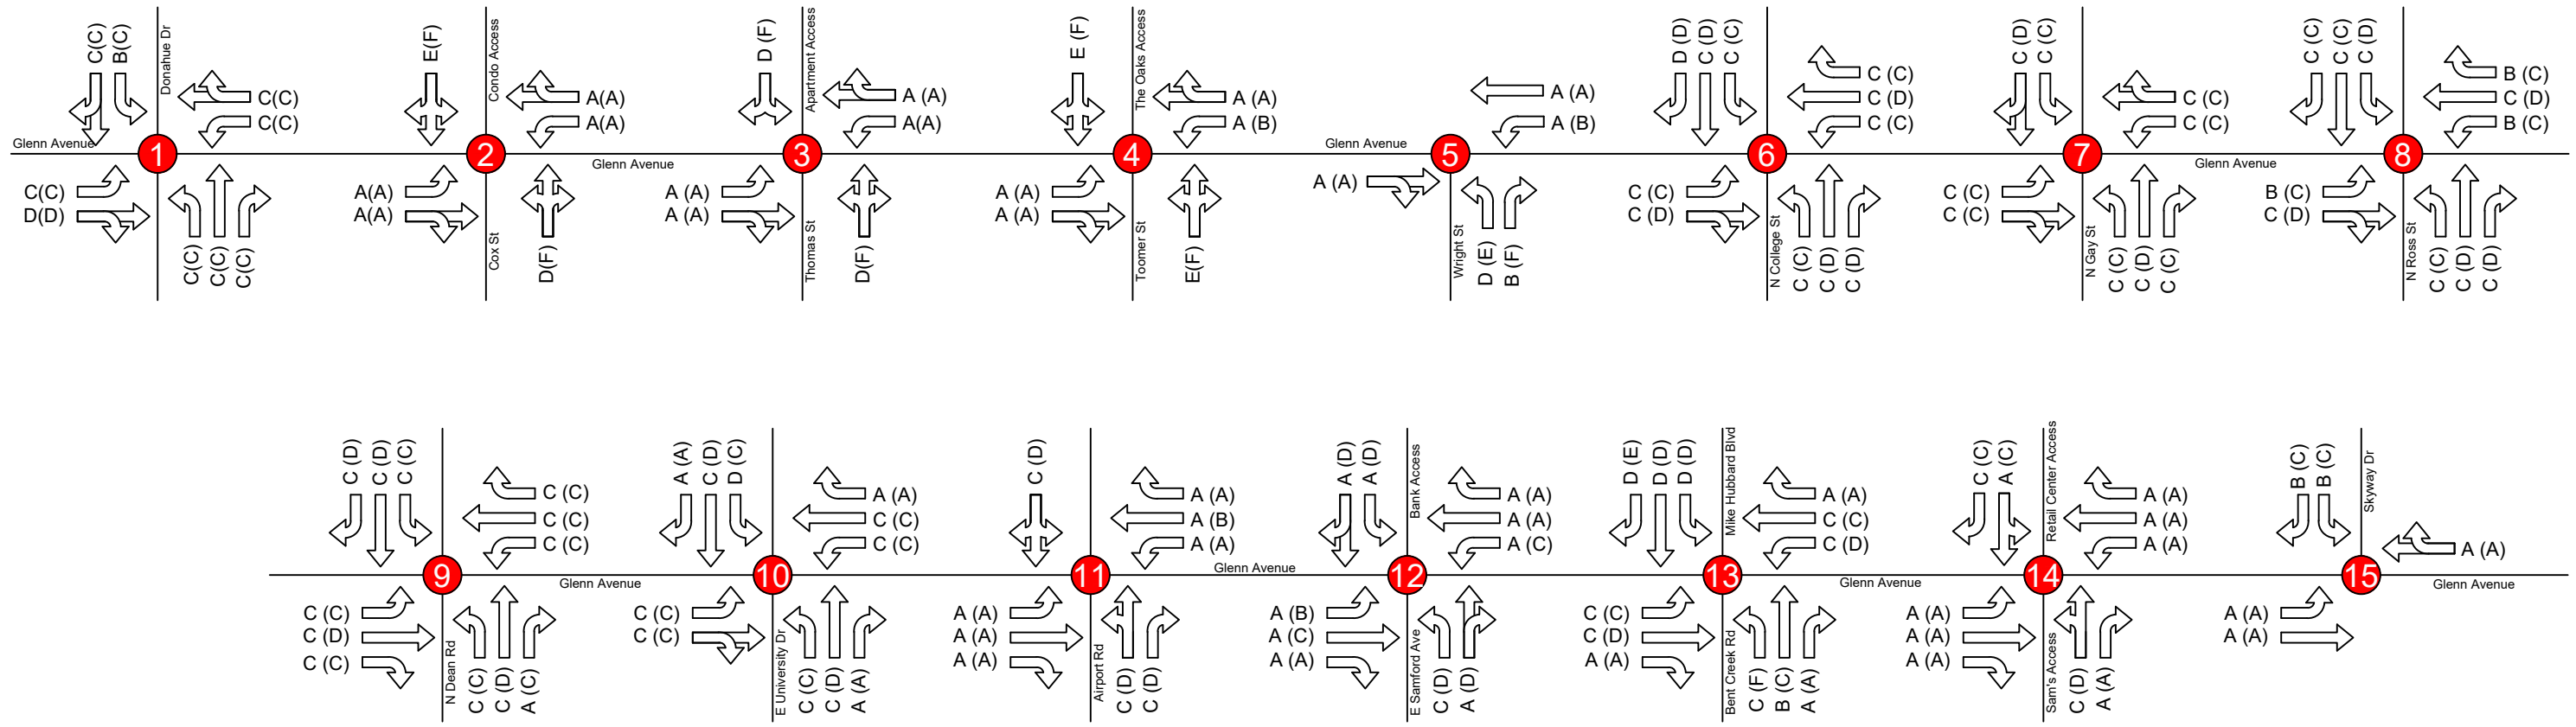 C(C)
B(C)
Donahue Dr
C(C)
C(C)
Glenn Avenue
1
C(C)
D(D)
C(C)
C(C)
C(C)
E(F)
Condo Access
A(A)
A(A)
2
Glenn Avenue
A(A)
A(A)
Cox St
D(F)
D (F)
Apartment Access
A (A)
A(A)
3
A (A)
A (A)
Thomas St
D(F)
E (F)
The Oaks Access
A (A)
A (B)
4
A (A)
A (A)
Toomer St
E(F)
A (A)
A (B)
Glenn Avenue
5
A (A)
Wright St
D (E)
B (F)
D (D)
C (D)
C (C)
C (C)
C (D)
C (C)
6
C (C)
C (D)
N College St
C (C)
C (D)
C (D)
C (D)
C (C)
C (C)
C (C)
7
Glenn Avenue
C (C)
C (C)
N Gay St
C (C)
C (D)
C (C)
C (C)
C (C)
C (D)
B (C)
C (D)
B (C)
8
B (C)
C (D)
N Ross St
C (C)
C (D)
C (D)
C (D)
C (D)
C (C)
C (C)
C (C)
C (C)
9
Glenn Avenue
C (C)
C (D)
C (C)
N Dean Rd
C (C)
C (D)
A (C)
A (A)
C (D)
D (C)
A (A)
C (C)
C (C)
10
C (C)
C (C)
E University Dr
C (C)
C (D)
A (A)
C (D)
A (A)
A (B)
A (A)
11
Glenn Avenue
A (A)
A (A)
A (A)
Airport Rd
C (D)
C (D)
A (D)
A (D)
Bank Access
A (A)
A (A)
A (C)
12
A (B)
A (C)
A (A)
E Samford Ave
C (D)
A (D)
D (E)
D (D)
D (D)
Mike Hubbard Blvd
A (A)
C (C)
C (D)
13
Glenn Avenue
C (C)
C (D)
A (A)
Bent Creek Rd
C (F)
B (C)
A (A)
C (C)
A (C)
Retail Center Access
A (A)
A (A)
A (A)
14
A (A)
A (A)
A (A)
Sam's Access
C (D)
A (A)
B (C)
B (C)
Skyway Dr
A (A)
15
Glenn Avenue
A (A)
A (A)